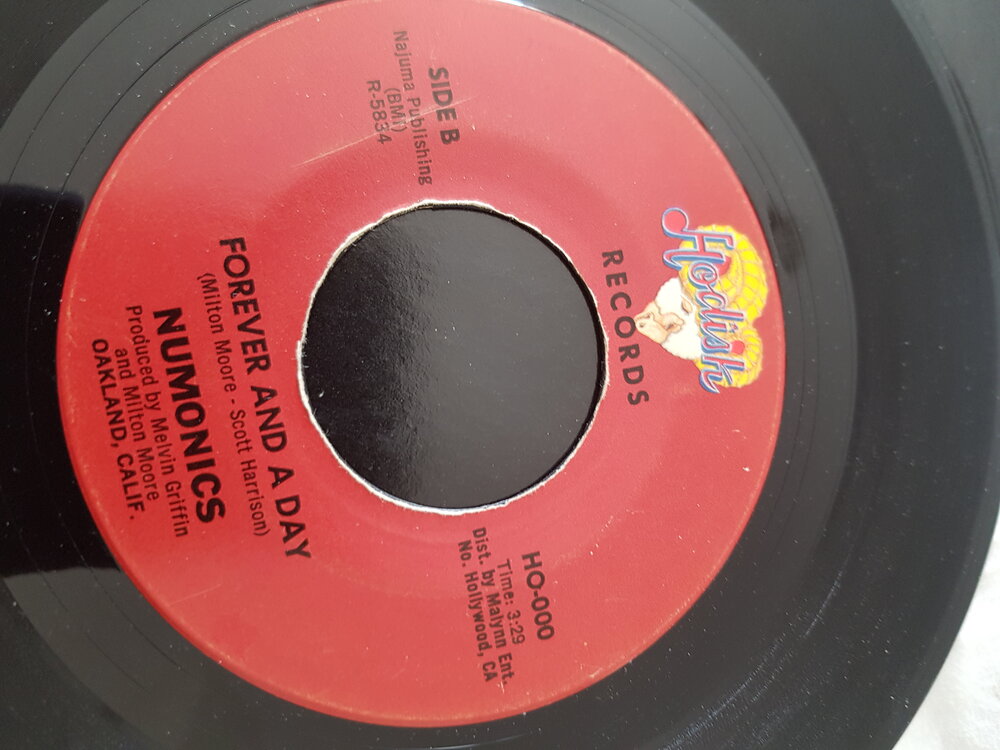 Hodish
RECORDS
SIDE B
Najuma Publishing
(BMI)
R-5834
HO-000
Time: 3:29
Dist. by Malynn Ent.
No. Hollywood, CA
FOREVER AND A DAY
(Milton Moore - Scott Harrison)
NUMONICS
Produced by Melvin Griffin
and Milton Moore
OAKLAND, CALIF.